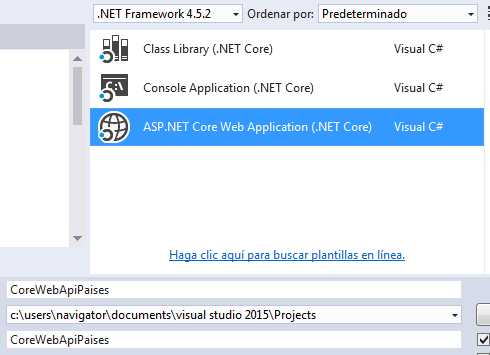 .NET Framework 4.5.2 Ordenar por: Predeterminado
Class Library (.NET Core) Visual C#
Console Application (.NET Core) Visual C#
ASP.NET Core Web Application (.NET Core) Visual C#
Haga clic aquí para buscar plantillas en línea.
CoreWebApiPaises
c:\users\navigator\documents\visual studio 2015\Projects
CoreWebApiPaises